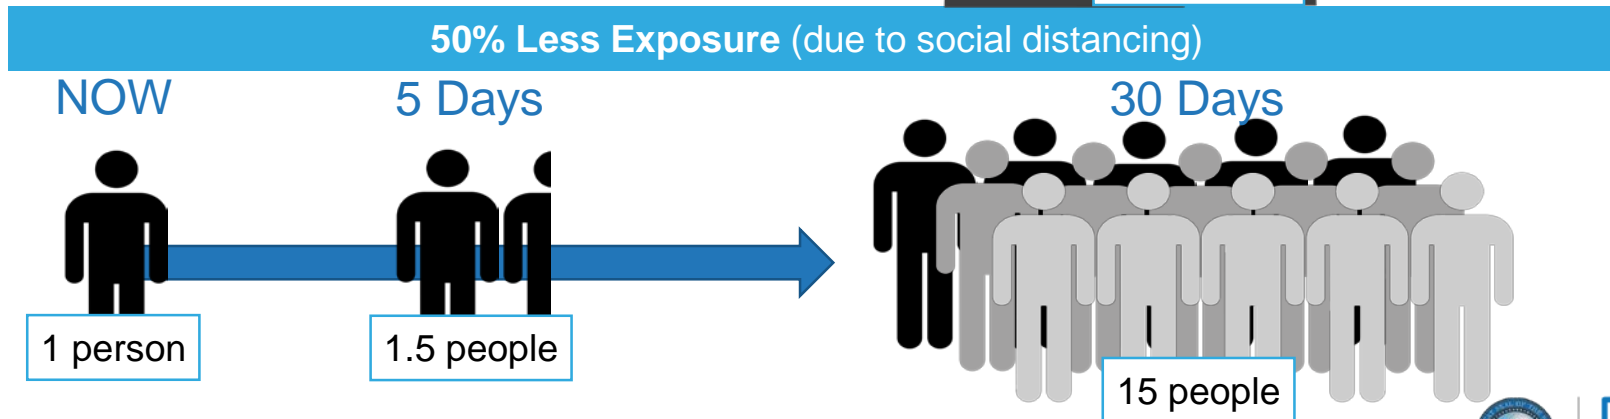 50% Less Exposure (due to social distancing)
NOW
5 Days
30 Days
1 person
1.5 people
15 people